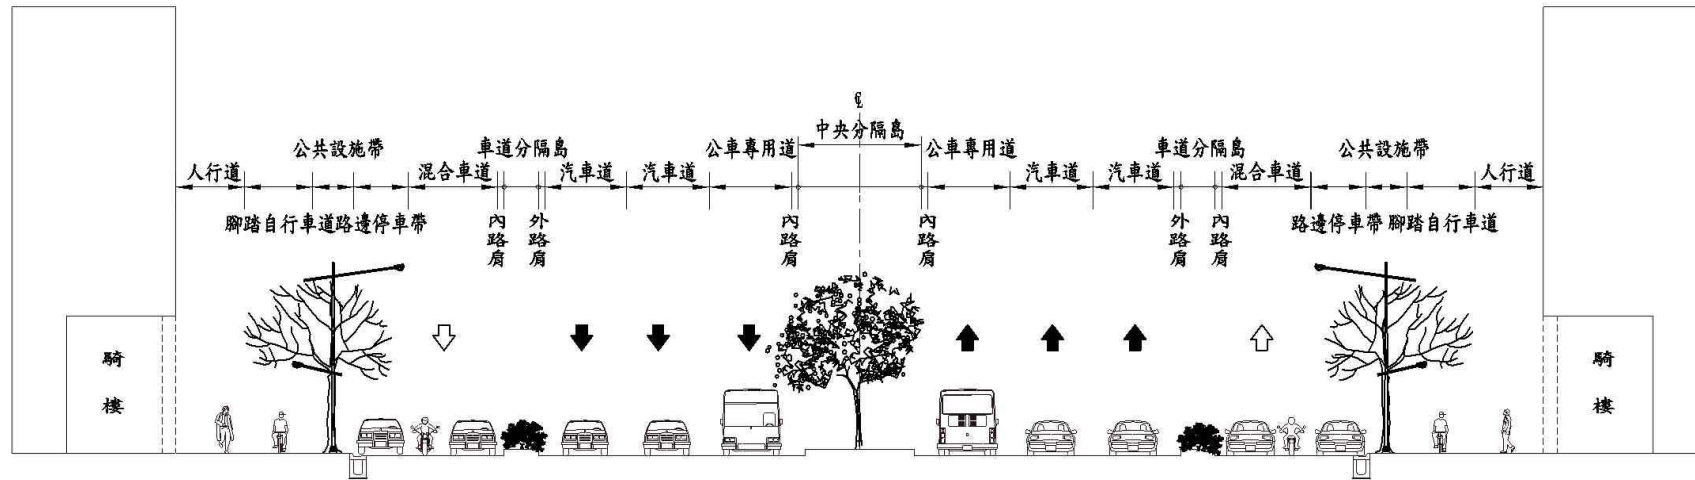 ℄
中央分隔島
公共設施帶
車道分隔島
公車專用道
公車專用道
車道分隔島
公共設施帶
人行道
混合車道
汽車道
汽車道
汽車道
汽車道
混合車道
人行道
腳踏自行車道
路邊停車帶
內路肩
外路肩
內路肩
內路肩
外路肩
內路肩
路邊停車帶
腳踏自行車道
騎樓
騎樓